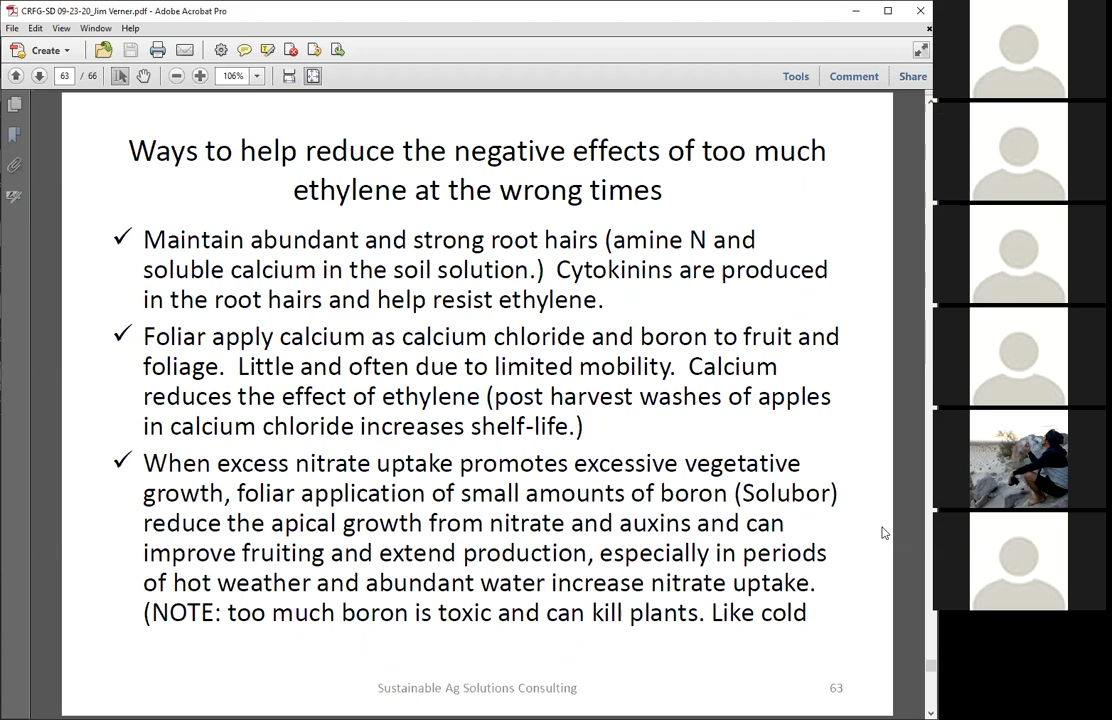 CRFG-SD 09-23-20_Jim Verner.pdf - Adobe Acrobat Pro
File Edit View Window Help
Create
63 / 66 106% Tools Comment Share
Ways to help reduce the negative effects of too much
ethylene at the wrong times
✓ Maintain abundant and strong root hairs (amine N and
soluble calcium in the soil solution.) Cytokinins are produced
in the root hairs and help resist ethylene.
✓ Foliar apply calcium as calcium chloride and boron to fruit and
foliage. Little and often due to limited mobility. Calcium
reduces the effect of ethylene (post harvest washes of apples
in calcium chloride increases shelf-life.)
✓ When excess nitrate uptake promotes excessive vegetative
growth, foliar application of small amounts of boron (Solubor)
reduce the apical growth from nitrate and auxins and can
improve fruiting and extend production, especially in periods
of hot weather and abundant water increase nitrate uptake.
(NOTE: too much boron is toxic and can kill plants. Like cold
Sustainable Ag Solutions Consulting 63